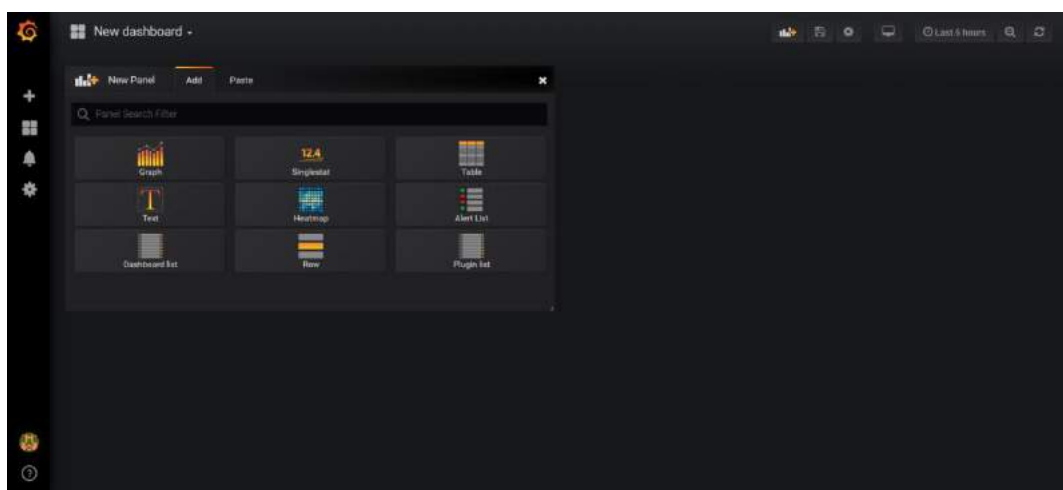 New dashboard
Last 6 hours
New Panel Add Paste
Panel Search Filter
12.4
Graph Singlestat Table
T
Text Heatmap Alert List
Dashboard list Row Plugin list
?